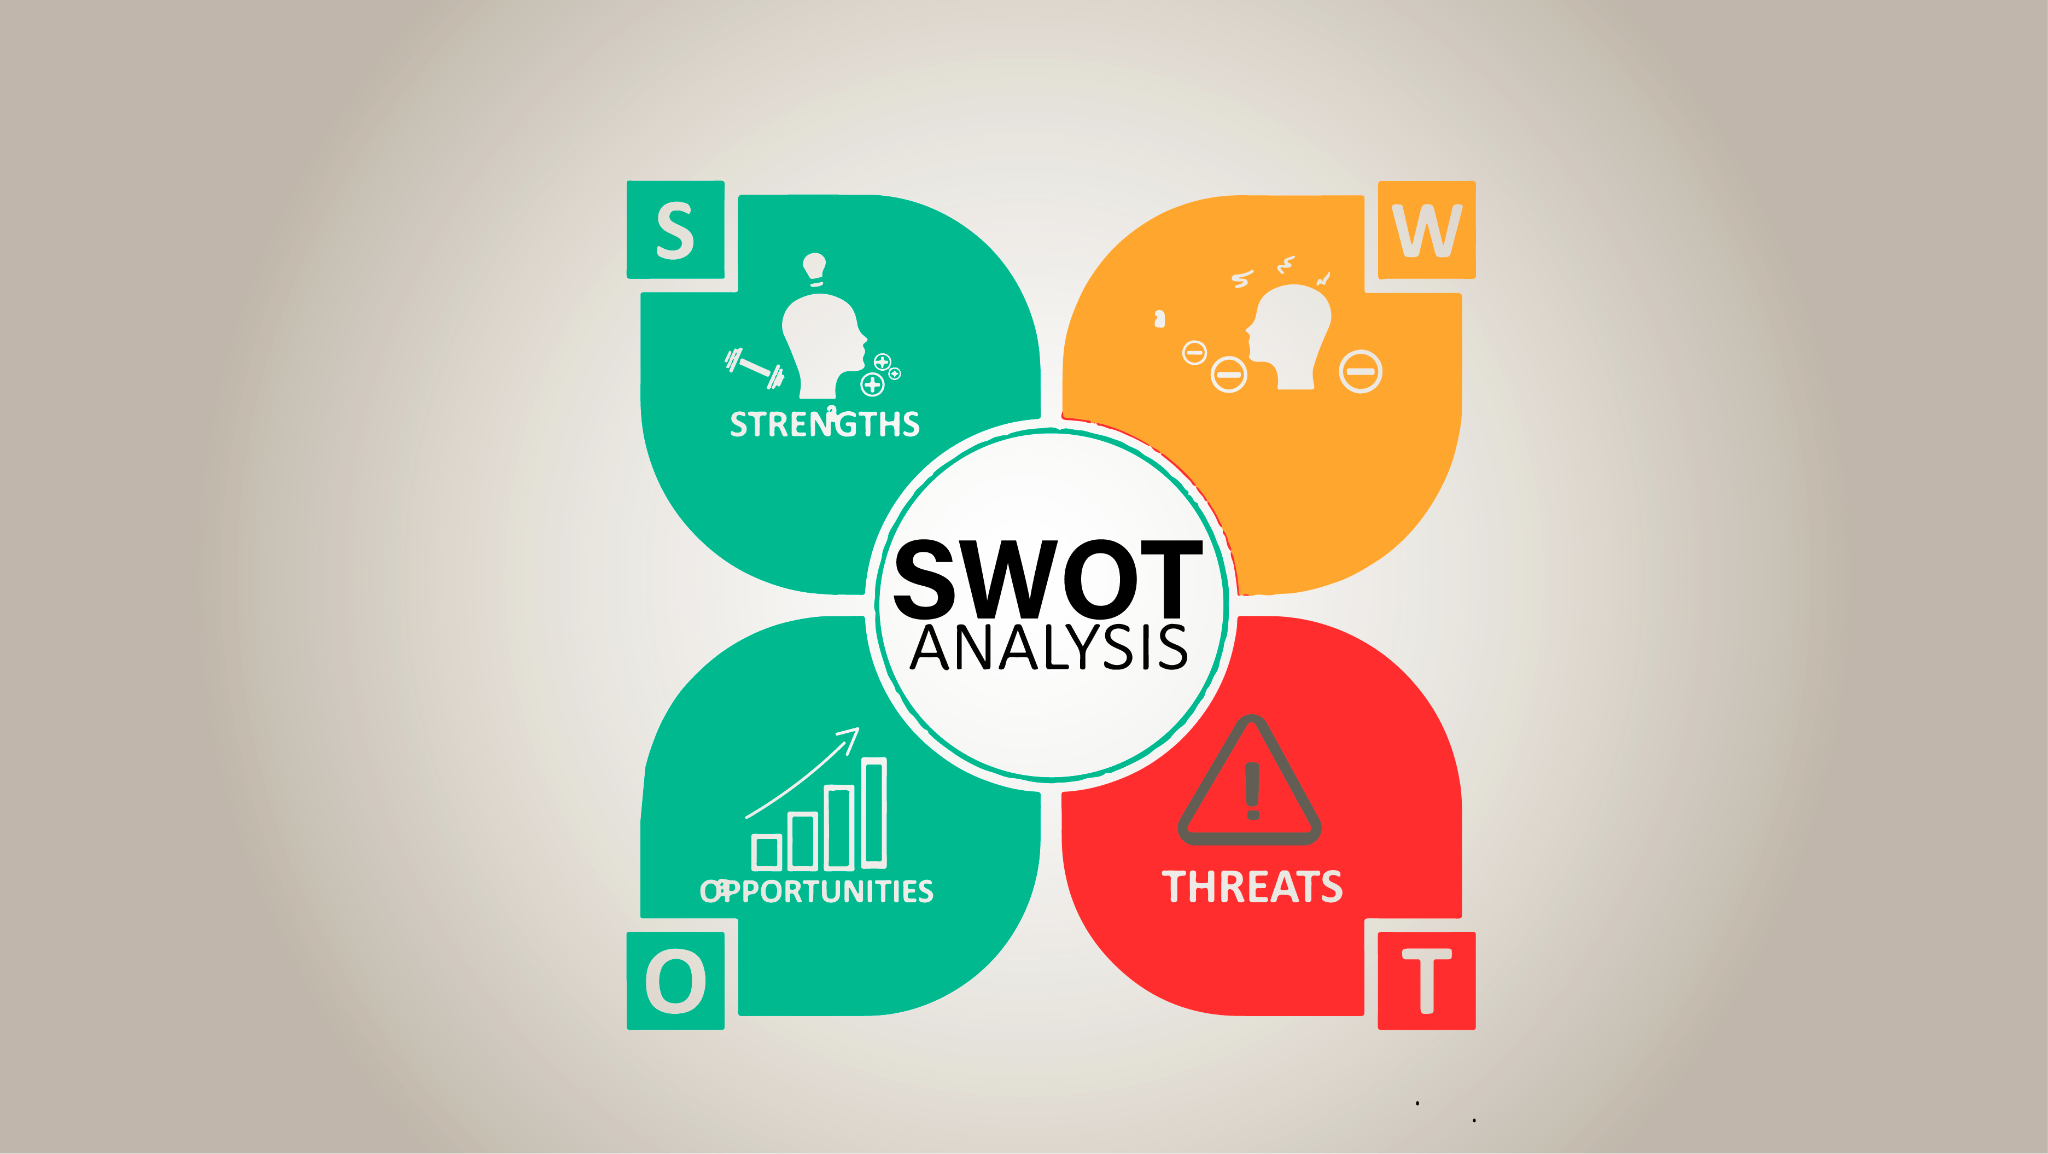 S
W
STRENGTHS
SWOT
ANALYSIS
OPPORTUNITIES
THREATS
O
T